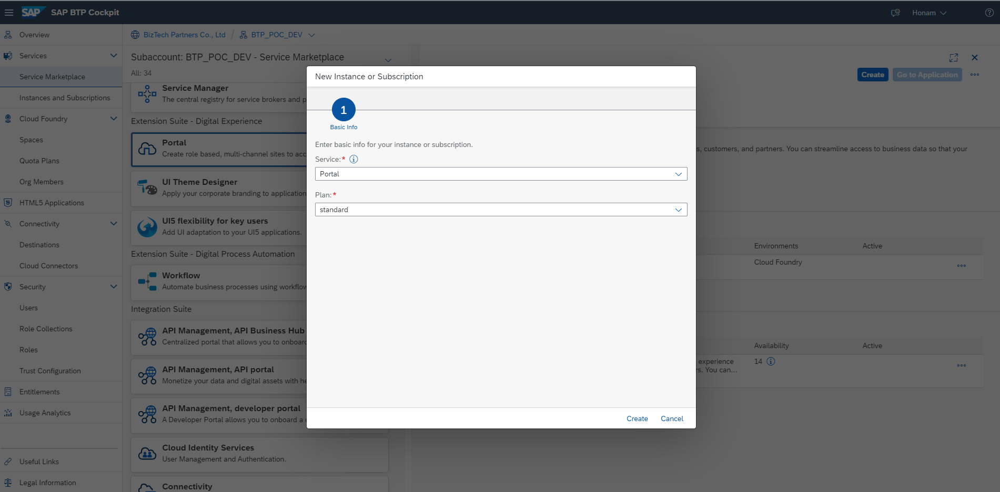 SAP SAP BTP Cockpit
Honam
Overview
Services
Service Marketplace
Instances and Subscriptions
Cloud Foundry
Spaces
Quota Plans
Org Members
HTML5 Applications
Connectivity
Destinations
Cloud Connectors
Security
Users
Role Collections
Roles
Trust Configuration
Entitlements
Usage Analytics
Useful Links
Legal Information
BizTech Partners Co., Ltd / BTP_POC_DEV
Subaccount: BTP_POC_DEV - Service Marketplace
All: 34
Service Manager
The central registry for service brokers and p
Extension Suite - Digital Experience
Portal
Create role based, multi-channel sites to acc
UI Theme Designer
Apply your corporate branding to application
UI5 flexibility for key users
Add UI adaptation to your UI5 applications.
Extension Suite - Digital Process Automation
Workflow
Automate business processes using workflow
Integration Suite
API Management, API Business Hub
Centralized portal that allows you to onboard
API Management, API portal
Monetize your data and digital assets with he
API Management, developer portal
A Developer Portal allows you to onboard a
Cloud Identity Services
User Management and Authentication.
Connectivity
New Instance or Subscription
1
Basic Info
Enter basic info for your instance or subscription.
Service:*
Portal
Plan:*
standard
Create Cancel
Create Go to Application
s, customers, and partners. You can streamline access to business data so that your
Environments Active
Cloud Foundry
Availability Active
experience 14
rs. You can...